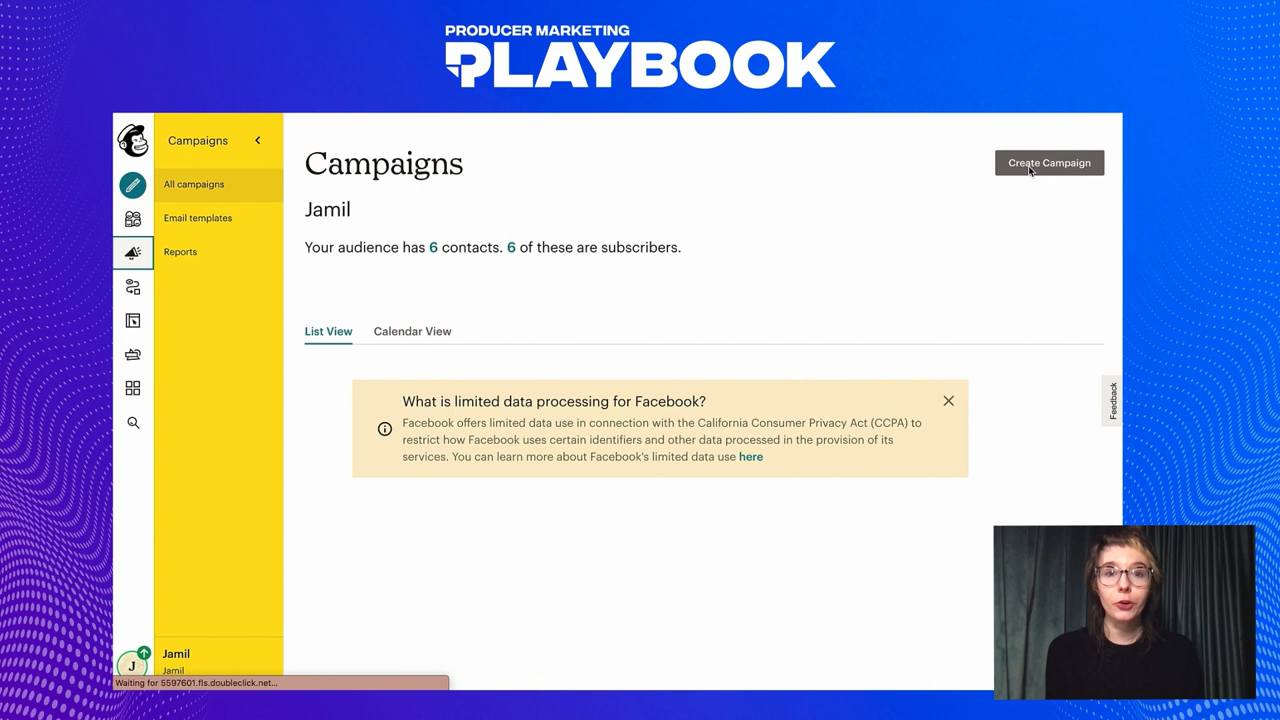 PRODUCER MARKETING
PLAYBOOK
Campaigns
All campaigns
Email templates
Reports
Campaigns
Create Campaign
Jamil
Your audience has 6 contacts. 6 of these are subscribers.
List View
Calendar View
What is limited data processing for Facebook?
Facebook offers limited data use in connection with the California Consumer Privacy Act (CCPA) to
restrict how Facebook uses certain identifiers and other data processed in the provision of its
services. You can learn more about Facebook's limited data use here
Feedback
J
Jamil
Jamil
Waiting for 5597601.fls.doubleclick.net...